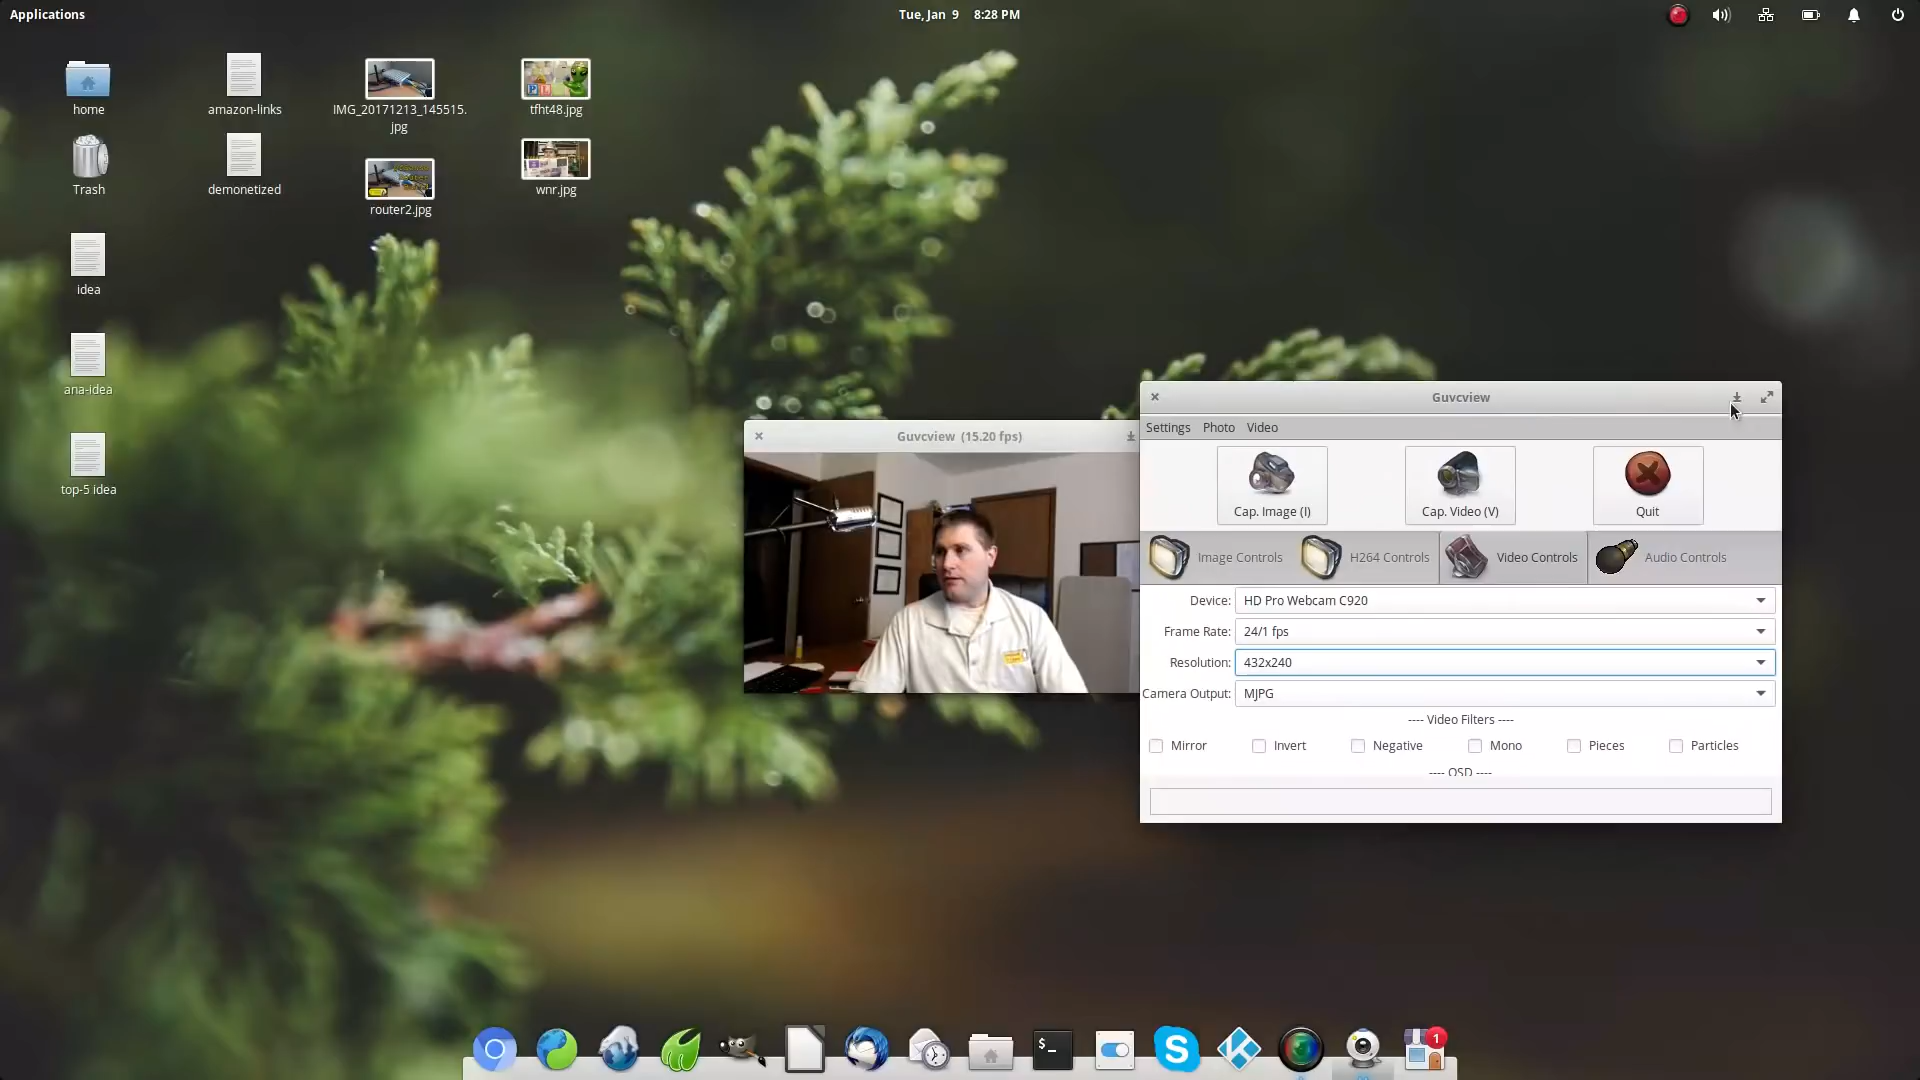 Applications
Tue, Jan 9 8:28 PM
home
amazon-links
IMG_20171213_145515.
jpg
tfht48.jpg
Trash
demonetized
router2.jpg
wnr.jpg
idea
ana-idea
top-5 idea
Guvcview (15.20 fps)
Guvcview
Settings Photo Video
Cap. Image (I)
Cap. Video (V)
Quit
Image Controls
H264 Controls
Video Controls
Audio Controls
Device: HD Pro Webcam C920
Frame Rate: 24/1 fps
Resolution: 432x240
Camera Output: MJPG
---- Video Filters ----
Mirror Invert Negative Mono Pieces Particles
---- OSD ----
$_
S
1